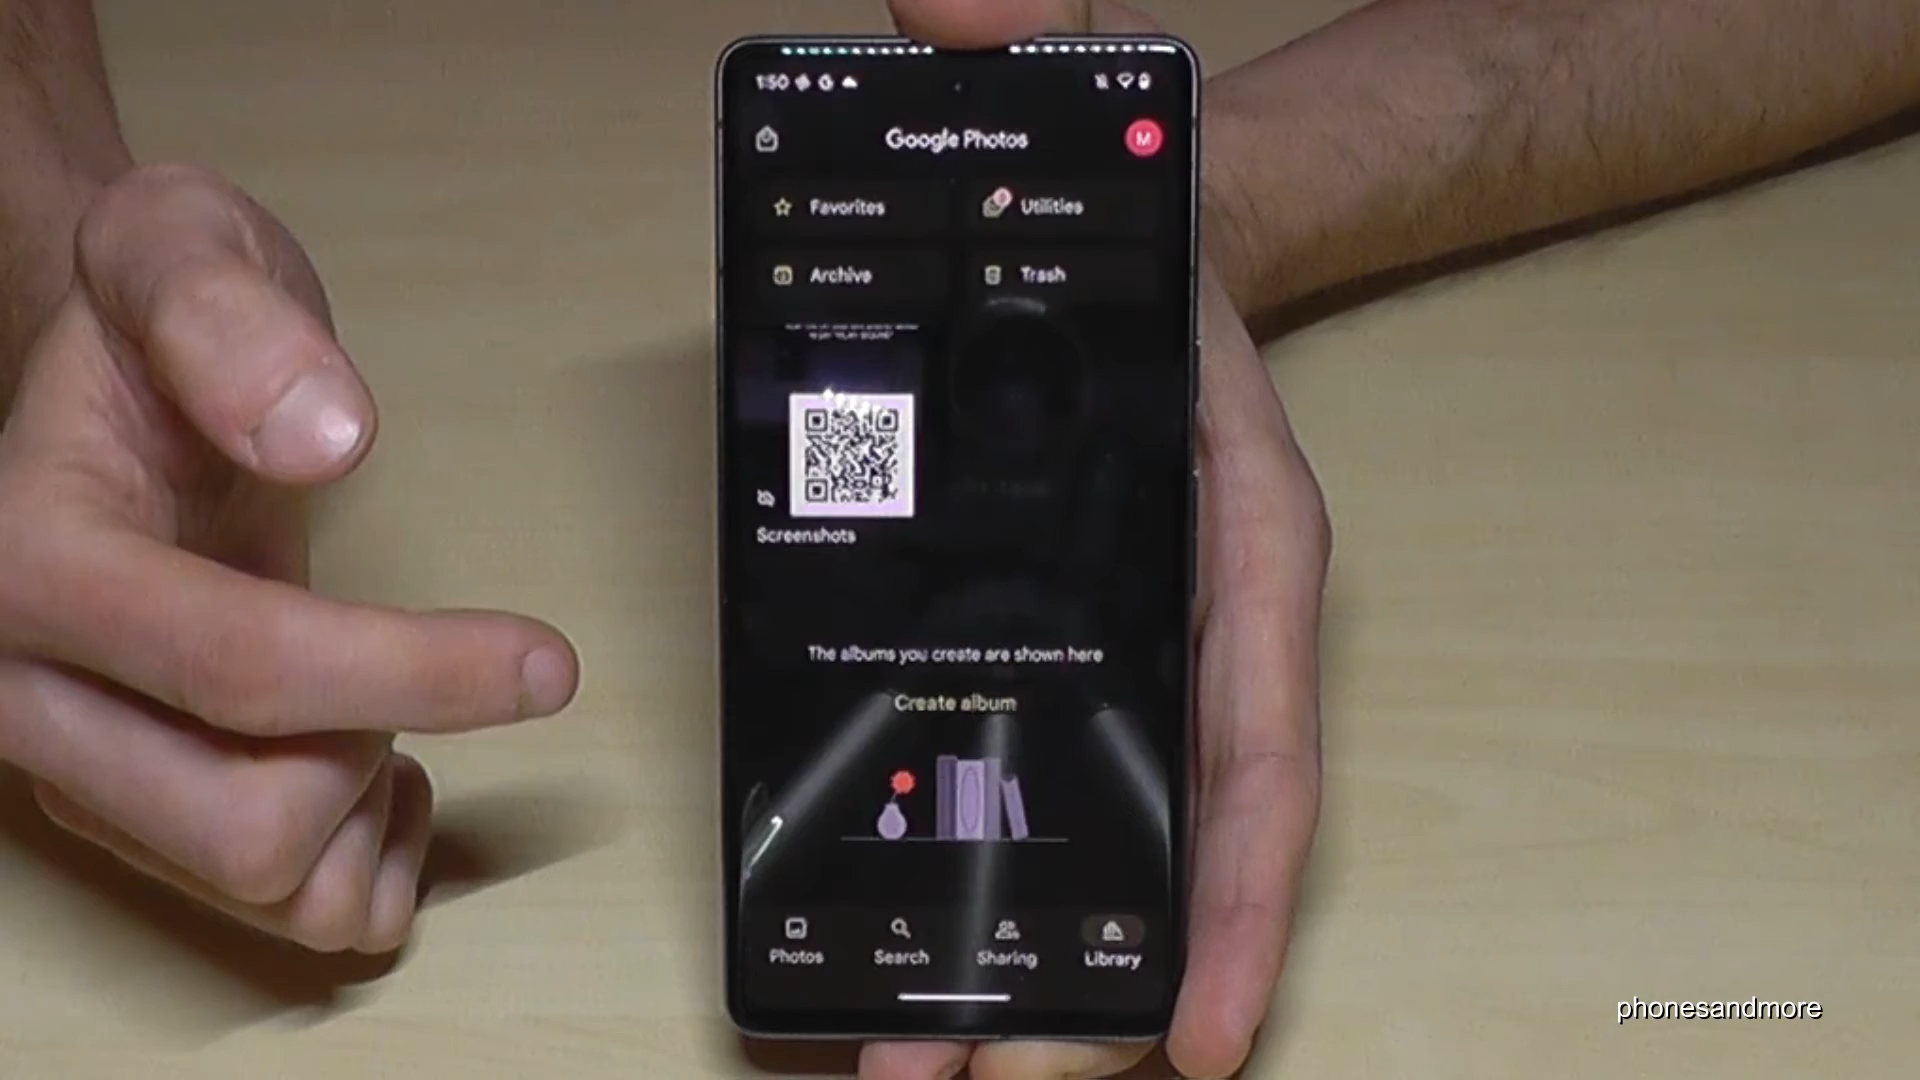 1:50
Google Photos
M
Favorites
Utilities
Archive
Trash
Screenshots
The albums you create are shown here
Create album
Photos
Search
Sharing
Library
phonesandmore